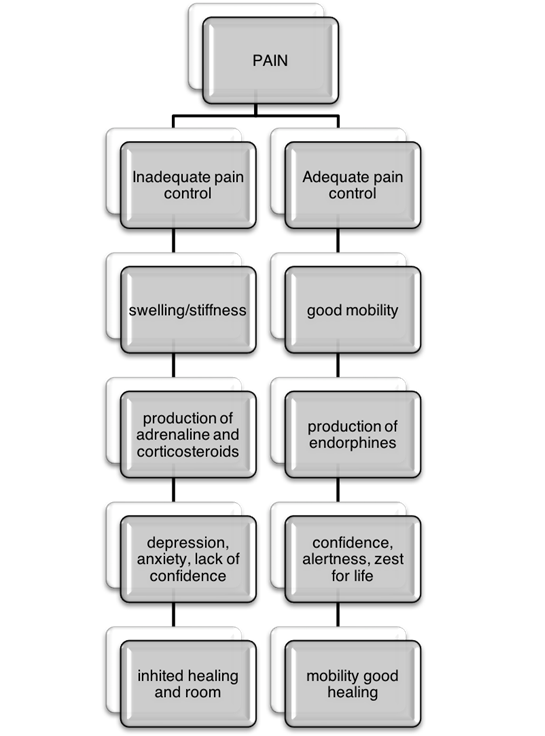 PAIN
Inadequate pain
control
Adequate pain
control
swelling/stiffness
good mobility
production of
adrenaline and
corticosteroids
production of
endorphines
depression,
anxiety, lack of
confidence
confidence,
alertness, zest
for life
inhited healing
and room
mobility good
healing